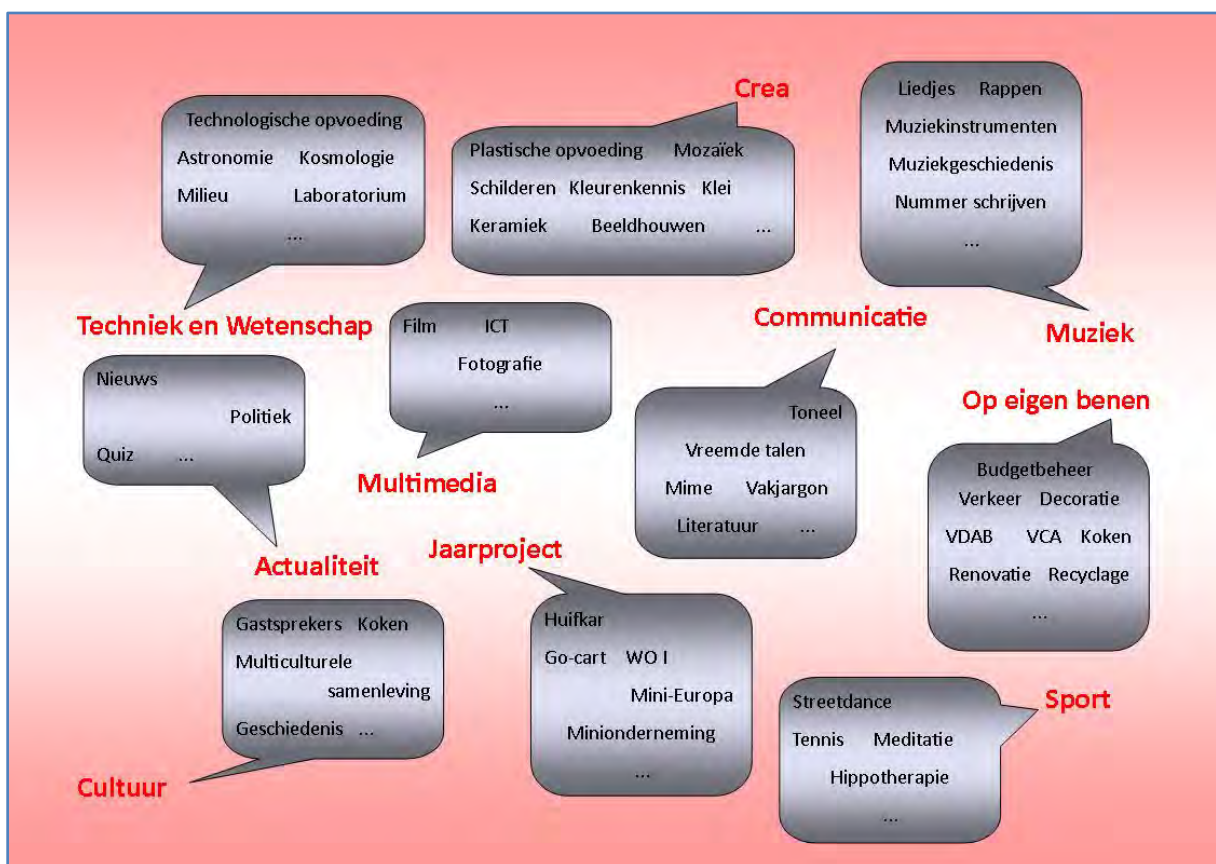 Crea
Liedjes Rappen
Muziekinstrumenten
Muziekgeschiedenis
Nummer schrijven
...
Technologische opvoeding
Astronomie Kosmologie
Milieu Laboratorium
...
Plastische opvoeding Mozaïek
Schilderen Kleurenkennis Klei
Keramiek Beeldhouwen ...
Techniek en Wetenschap
Film ICT
Fotografie
...
Communicatie
Muziek
Nieuws
Politiek
Quiz ...
Multimedia
Toneel
Vreemde talen
Mime Vakjargon
Literatuur ...
Op eigen benen
Budgetbeheer
Verkeer Decoratie
VDAB VCA Koken
Renovatie Recyclage
...
Actualiteit
Jaarproject
Gastsprekers Koken
Multiculturele
samenleving
Geschiedenis ...
Huifkar
Go-cart WO I
Mini-Europa
Minionderneming
...
Sport
Streetdance
Tennis Meditatie
Hippotherapie
...
Cultuur